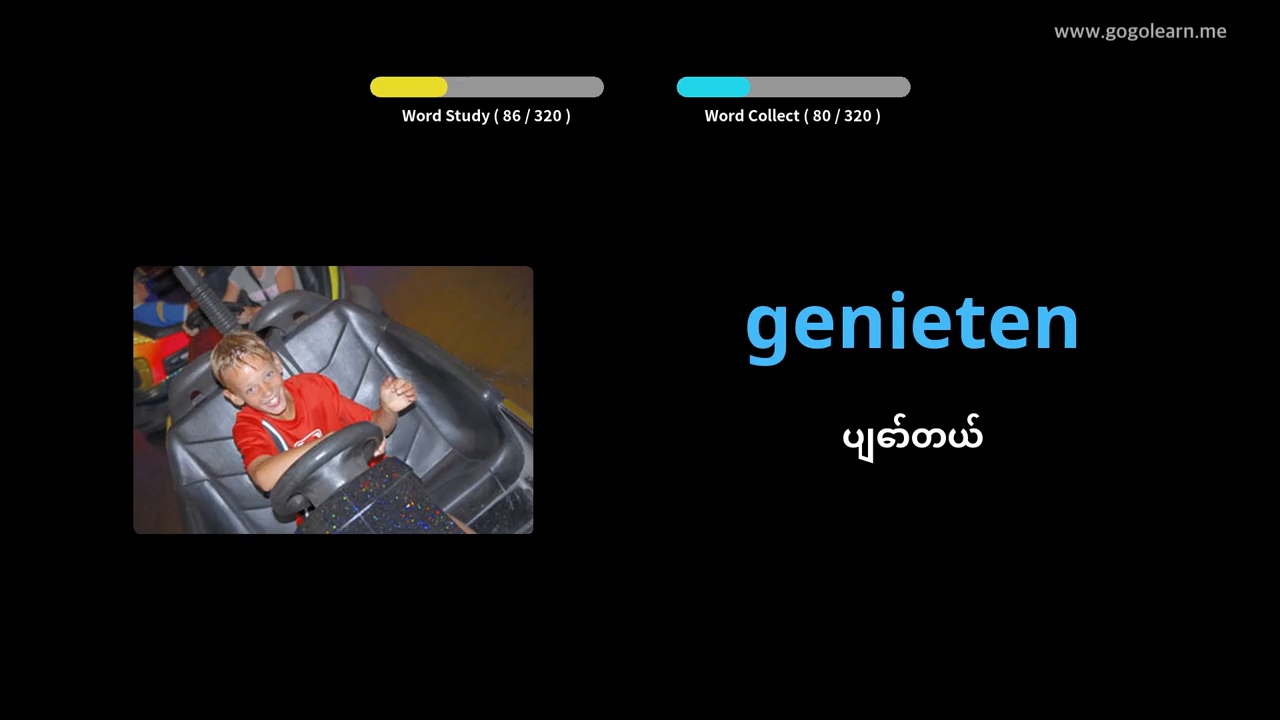 www.gogolearn.me
Word Study ( 86 / 320 )
Word Collect ( 80 / 320 )
genieten
ပျော်တယ်